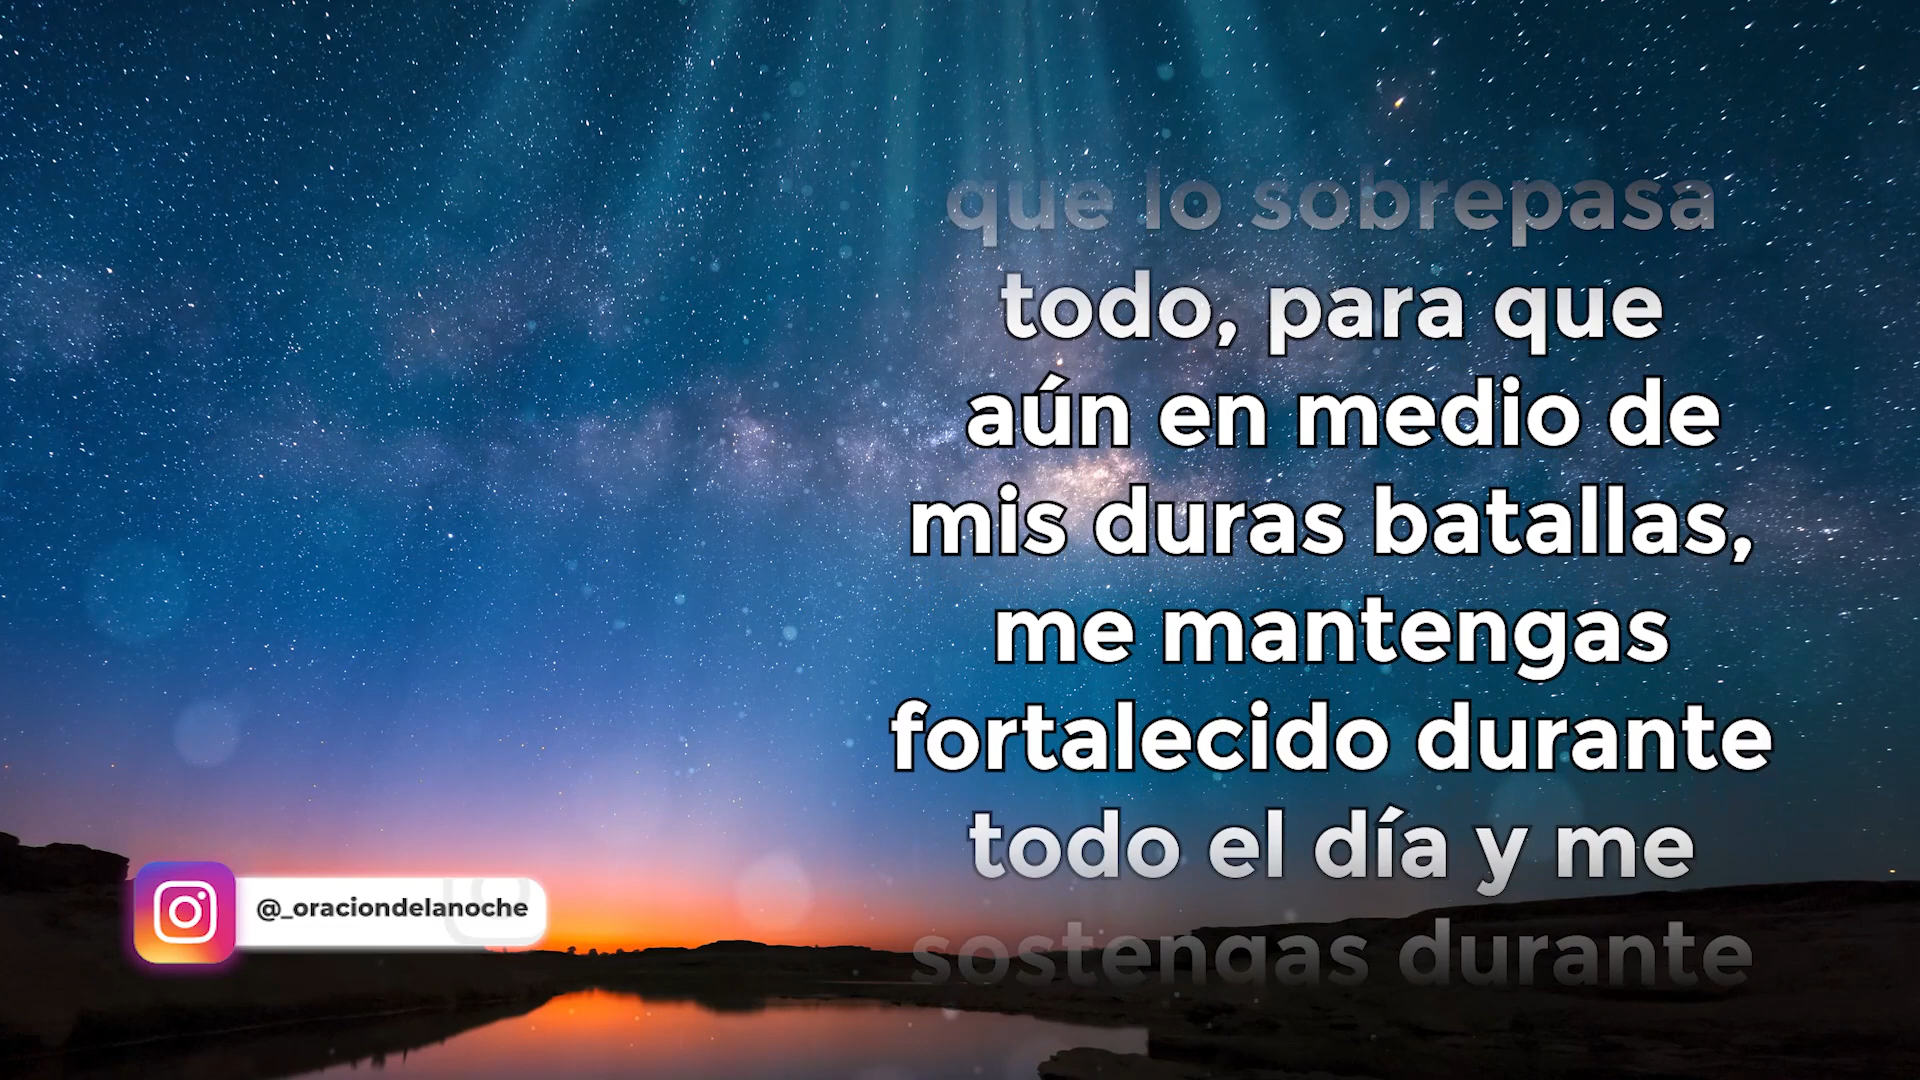 que lo sobrepasa
todo, para que
aún en medio de
mis duras batallas,
me mantengas
fortalecido durante
todo el día y me
sostengas durante
@_oraciondelanoche